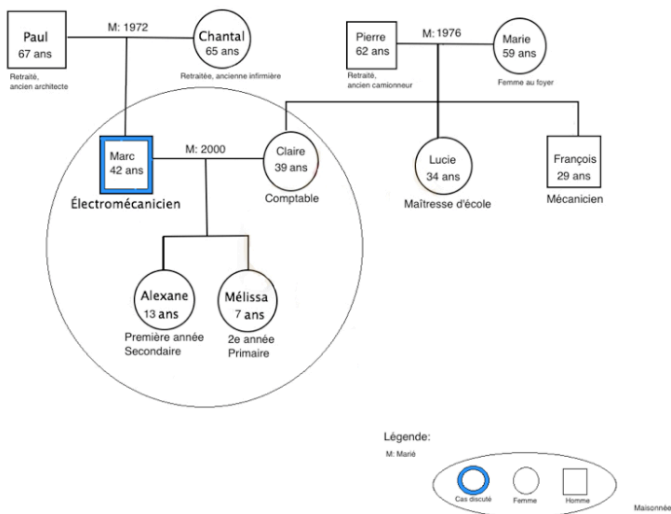 Paul
67 ans
Retraité,
ancien architecte
M: 1972
Chantal
65 ans
Retraitée, ancienne infirmière
Pierre
62 ans
Retraité,
ancien camionneur
M: 1976
Marie
59 ans
Femme au foyer
Marc
42 ans
Électromécanicien
M: 2000
Claire
39 ans
Comptable
Lucie
34 ans
Maîtresse d'école
François
29 ans
Mécanicien
Alexane
13 ans
Première année
Secondaire
Mélissa
7 ans
2e année
Primaire
Légende:
M: Marié
Cas discuté
Femme
Homme
Maisonnée